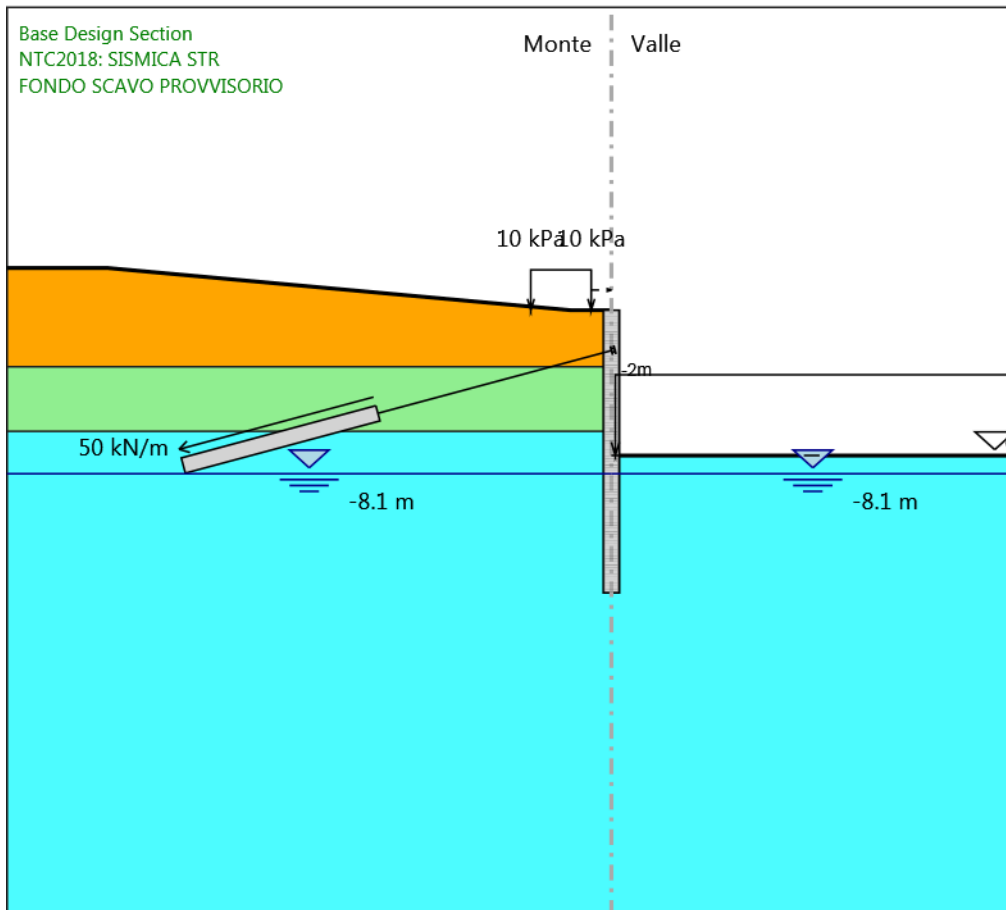 Base Design Section
NTC2018: SISMICA STR
FONDO SCAVO PROVVISORIO
Monte Valle
10 kPa 10 kPa
-2m
50 kN/m
-8.1 m
-8.1 m